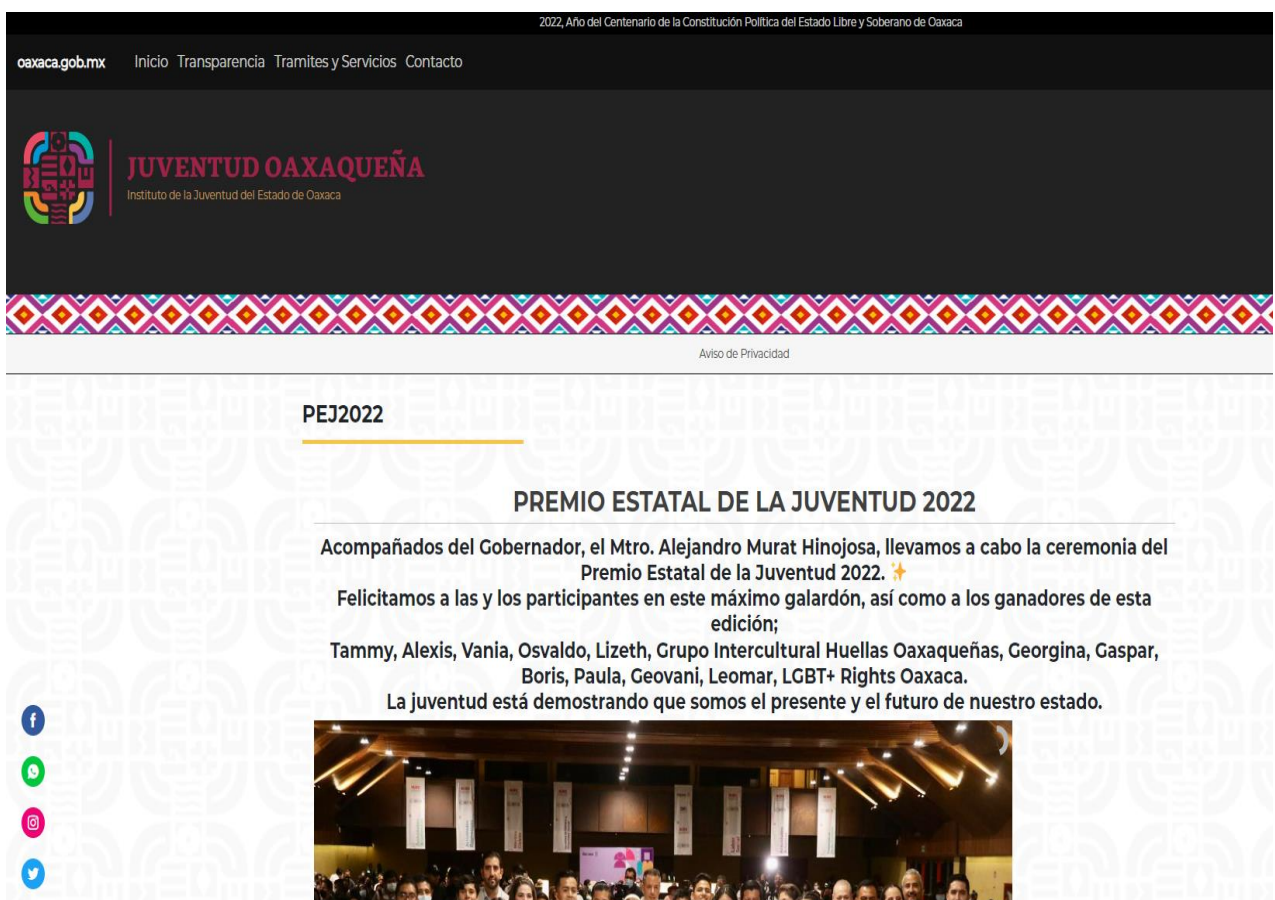 2022, Año del Centenario de la Constitución Política del Estado Libre y Soberano de Oaxaca
oaxaca.gob.mx Inicio Transparencia Tramites y Servicios Contacto
JUVENTUD OAXAQUEÑA
Instituto de la Juventud del Estado de Oaxaca
Aviso de Privacidad
PEJ2022
PREMIO ESTATAL DE LA JUVENTUD 2022
Acompañados del Gobernador, el Mtro. Alejandro Murat Hinojosa, llevamos a cabo la ceremonia del
Premio Estatal de la Juventud 2022. ✨
Felicitamos a las y los participantes en este máximo galardón, así como a los ganadores de esta
edición;
Tammy, Alexis, Vania, Osvaldo, Lizeth, Grupo Intercultural Huellas Oaxaqueñas, Georgina, Gaspar,
Boris, Paula, Geovani, Leomar, LGBT+ Rights Oaxaca.
La juventud está demostrando que somos el presente y el futuro de nuestro estado.